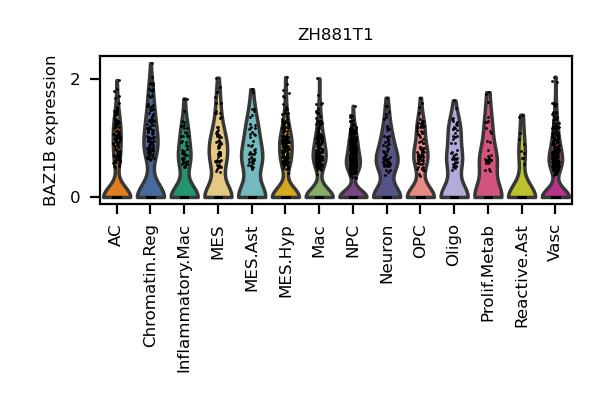 ZH881T1
BAZ1B expression
2
0
AC
Chromatin.Reg
Inflammatory.Mac
MES
MES.Ast
MES.Hyp
Mac
NPC
Neuron
OPC
Oligo
Prolif.Metab
Reactive.Ast
Vasc